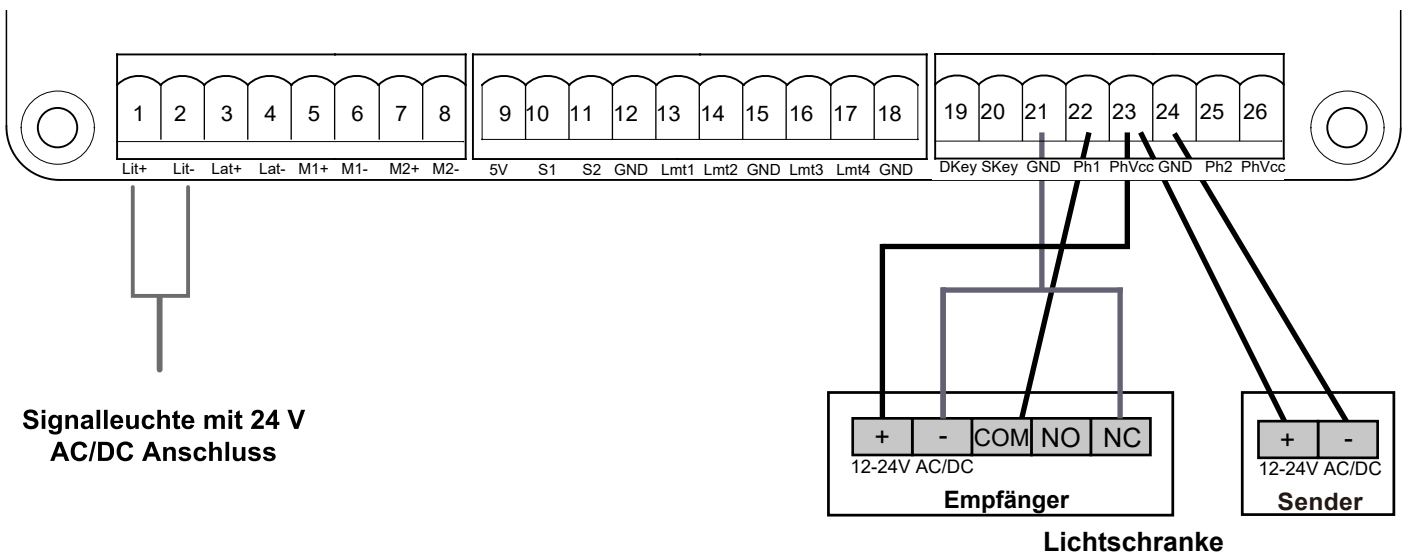 1 2 3 4 5 6 7 8 9 10 11 12 13 14 15 16 17 18 19 20 21 22 23 24 25 26
Lit+ Lit- Lat+ Lat- M1+ M1- M2+ M2- 5V S1 S2 GND Lmt1 Lmt2 GND Lmt3 Lmt4 GND DKey SKey GND Ph1 PhVcc GND Ph2 PhVcc
Signalleuchte mit 24 V
AC/DC Anschluss
+ - COM NO NC
12-24V AC/DC
Empfänger
+ -
12-24V AC/DC
Sender
Lichtschranke